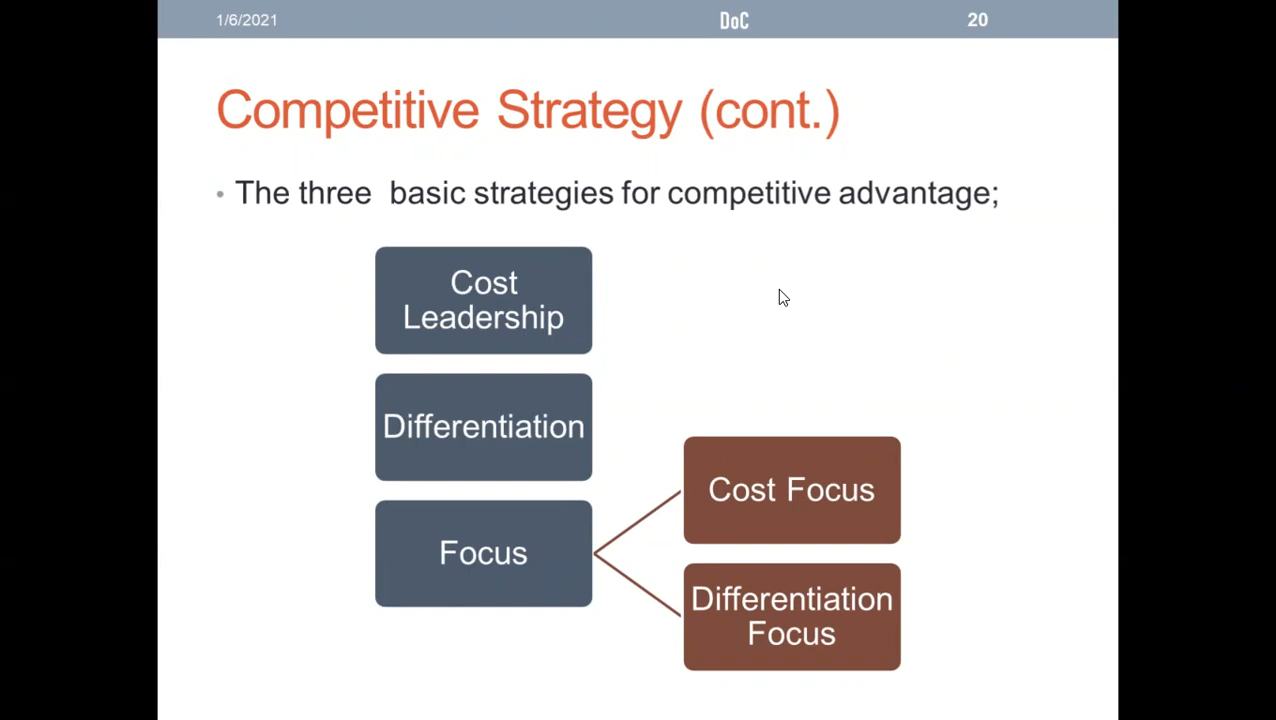 1/6/2021
DoC
20
Competitive Strategy (cont.)
• The three basic strategies for competitive advantage;
Cost
Leadership
Differentiation
Focus
Cost Focus
Differentiation
Focus